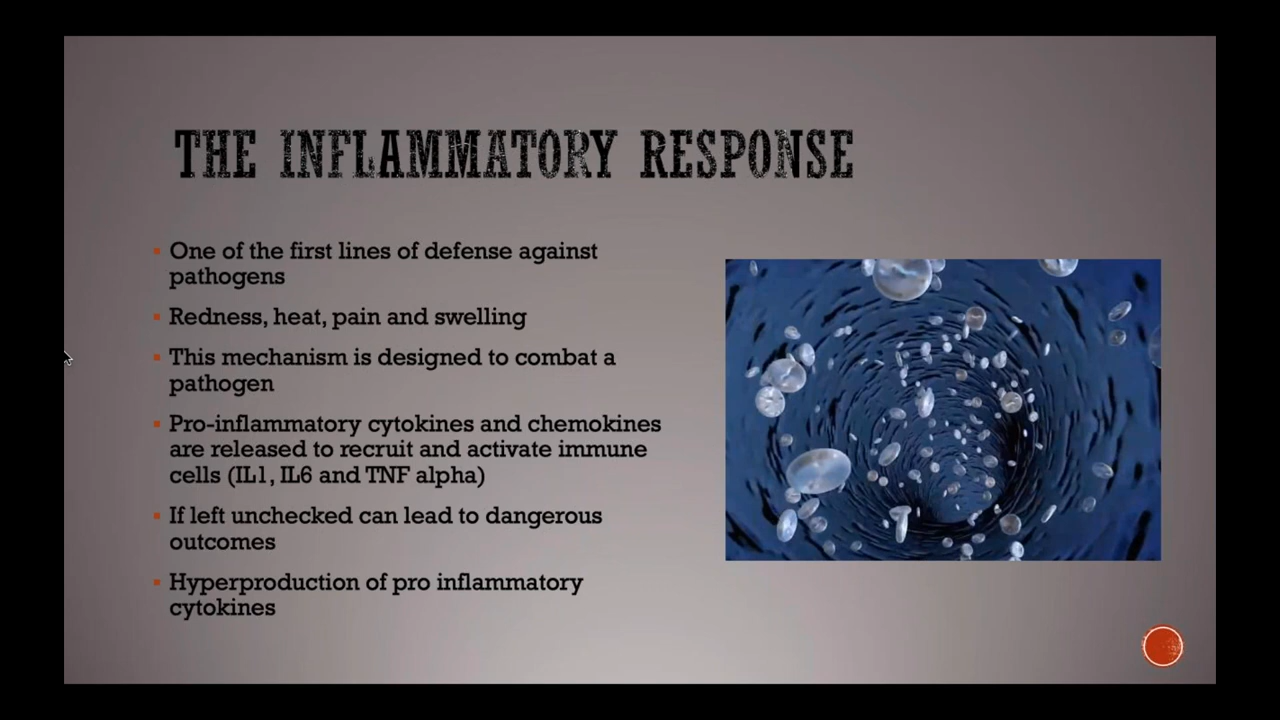 THE INFLAMMATORY RESPONSE
One of the first lines of defense against
pathogens
Redness, heat, pain and swelling
This mechanism is designed to combat a
pathogen
Pro-inflammatory cytokines and chemokines
are released to recruit and activate immune
cells (IL1, IL6 and TNF alpha)
If left unchecked can lead to dangerous
outcomes
Hyperproduction of pro inflammatory
cytokines